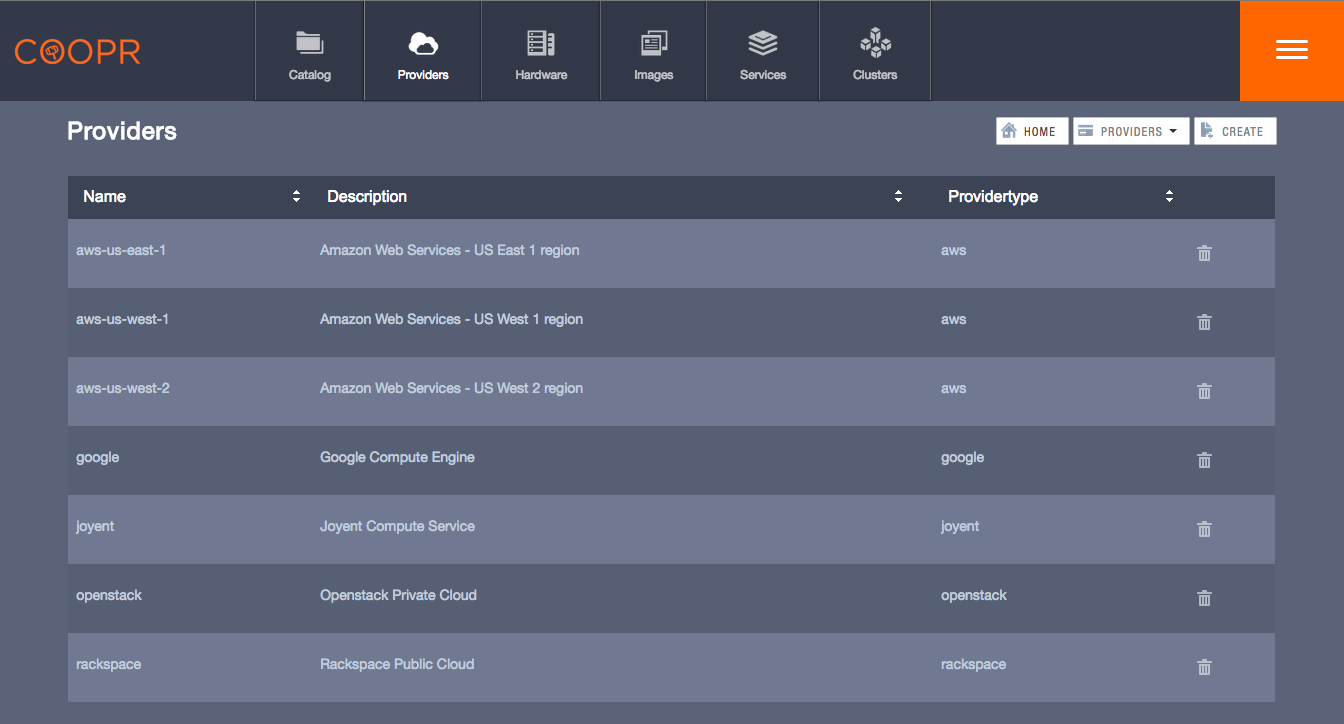 COOPR
Catalog
Providers
Hardware
Images
Services
Clusters
Providers
HOME
PROVIDERS
CREATE
Name Description Providertype
aws-us-east-1 Amazon Web Services - US East 1 region aws
aws-us-west-1 Amazon Web Services - US West 1 region aws
aws-us-west-2 Amazon Web Services - US West 2 region aws
google Google Compute Engine google
joyent Joyent Compute Service joyent
openstack Openstack Private Cloud openstack
rackspace Rackspace Public Cloud rackspace